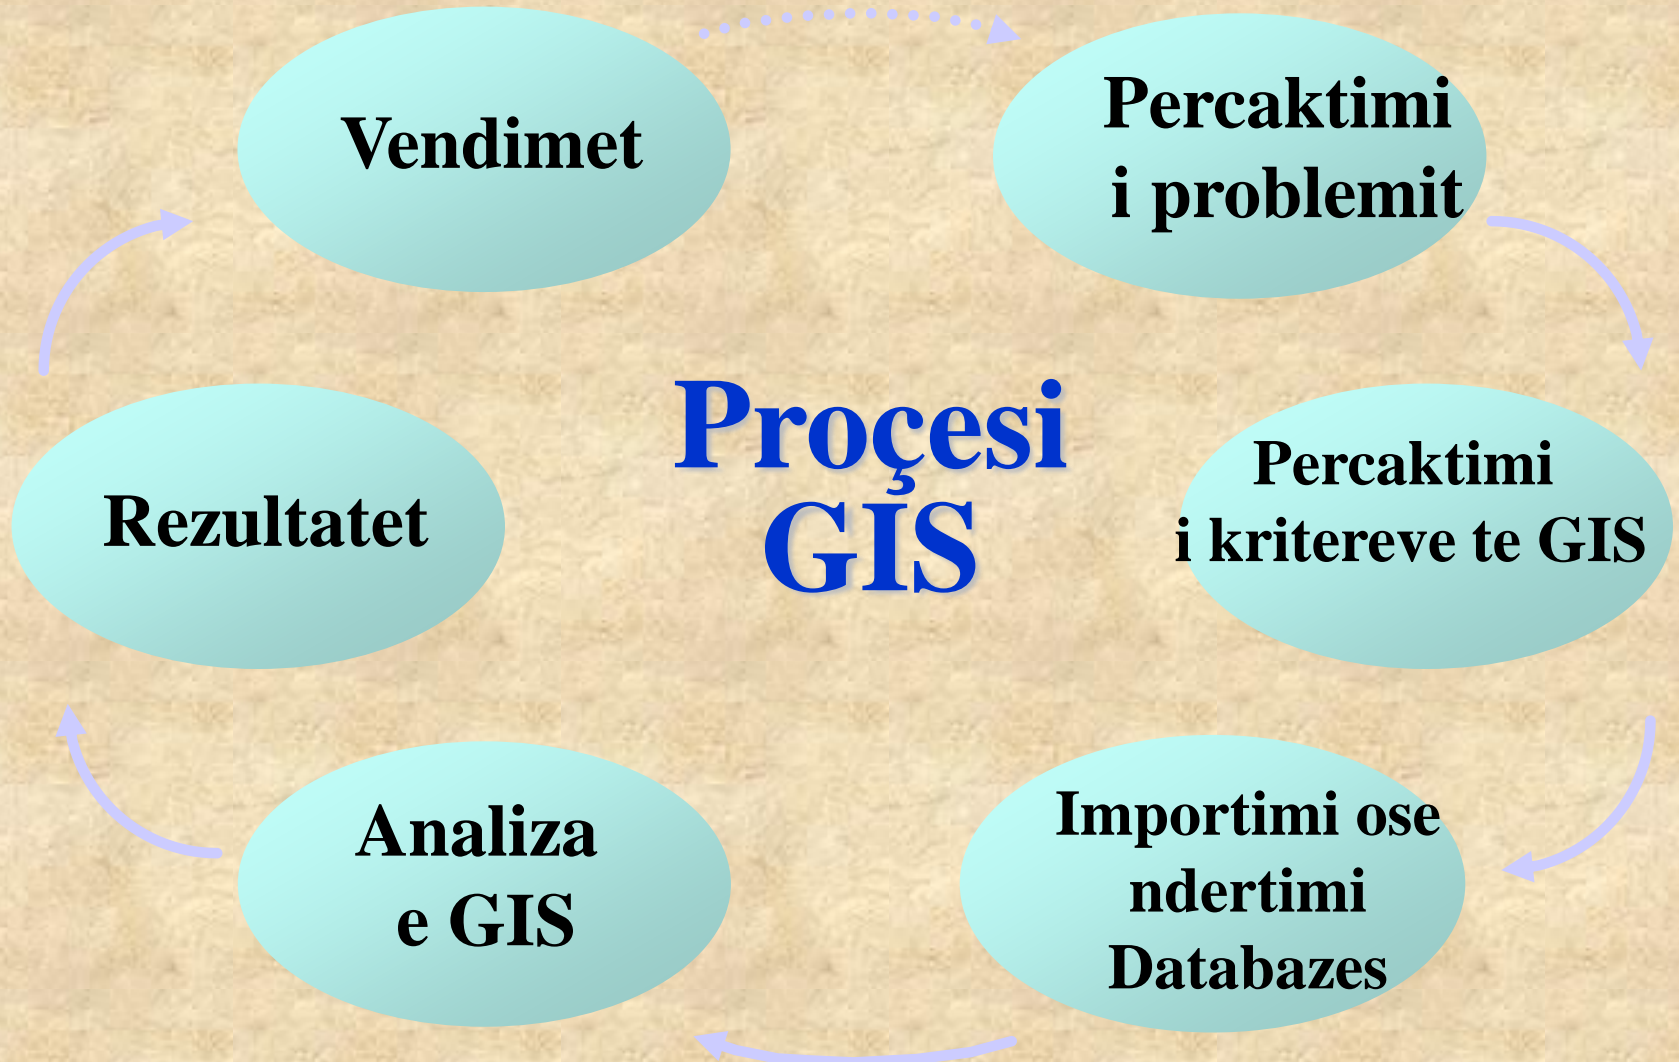 Vendimet
Percaktimi
i problemit
Proçesi
GIS
Percaktimi
i kritereve te GIS
Rezultatet
Analiza
e GIS
Importimi ose
ndertimi
Databazes